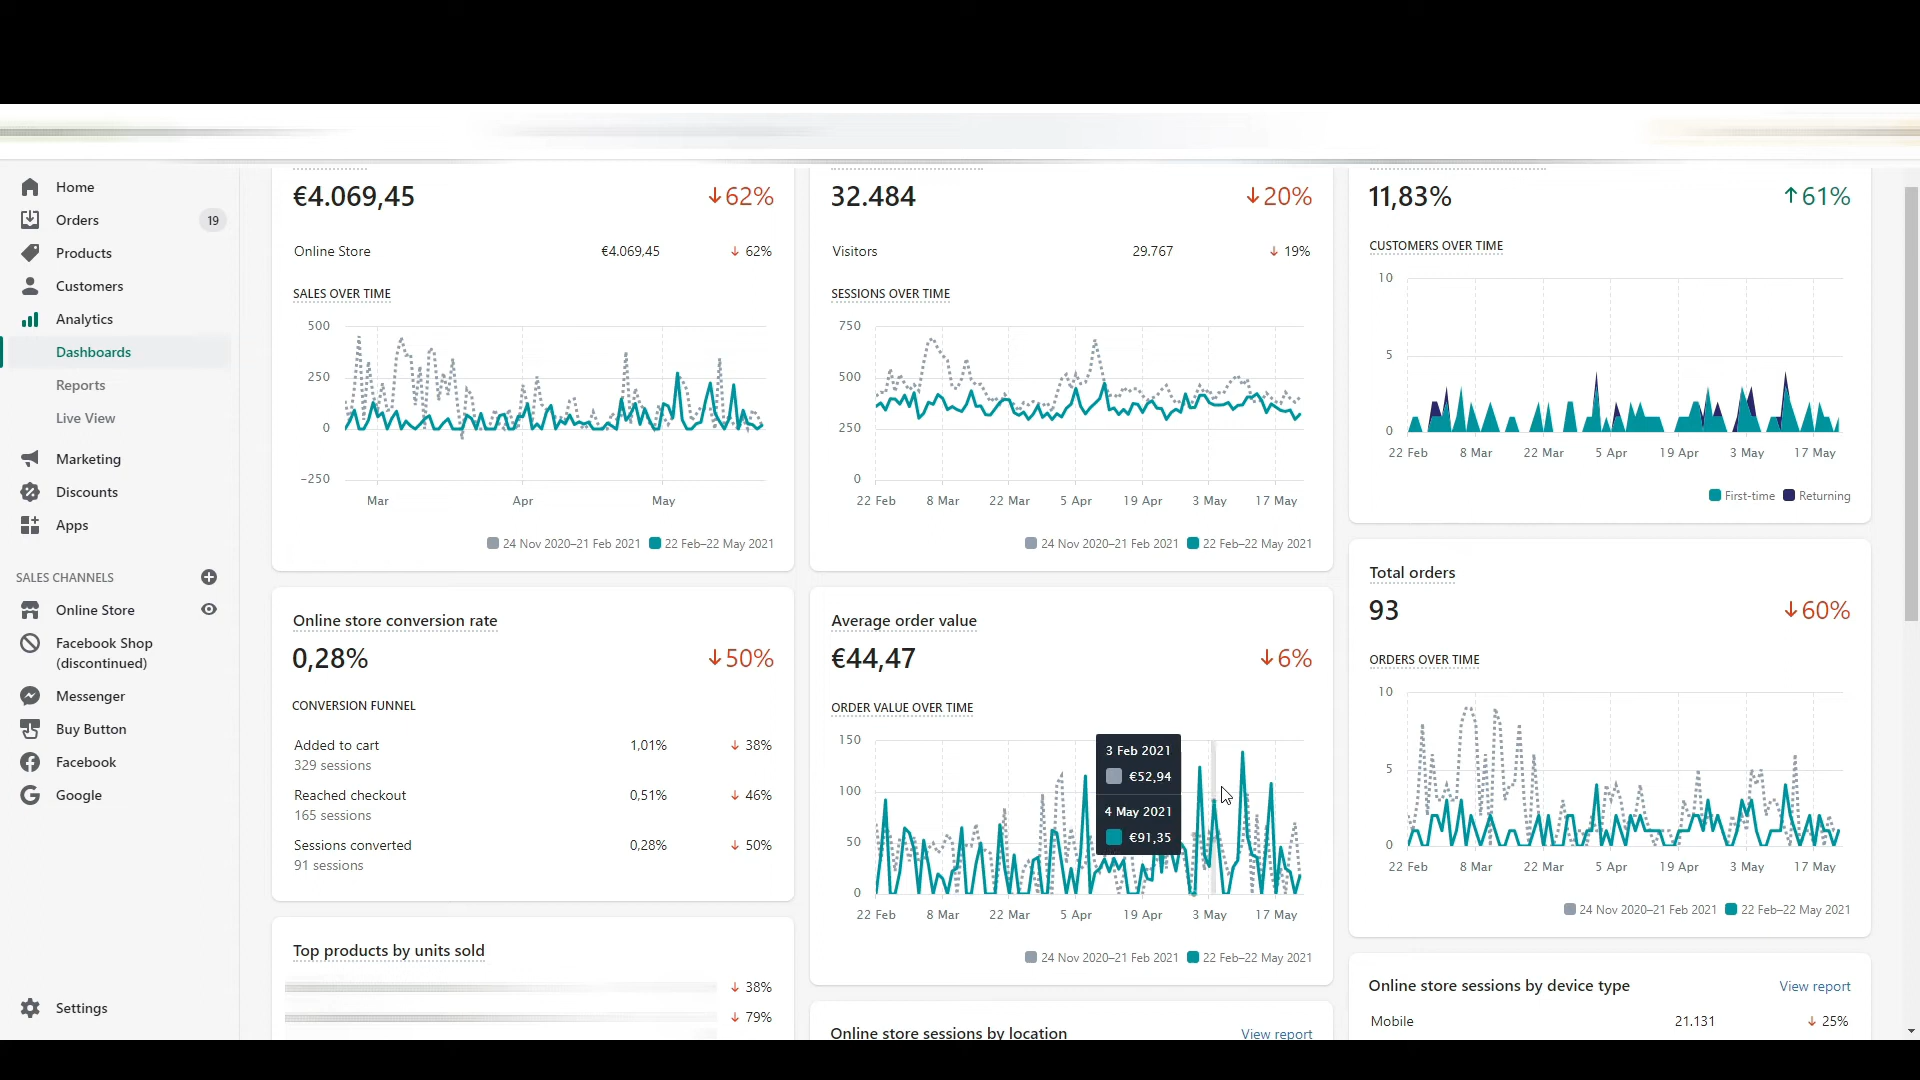 Home
Orders 19
Products
Customers
Analytics
Dashboards
Reports
Live View
Marketing
Discounts
Apps
SALES CHANNELS
Online Store
Facebook Shop
(discontinued)
Messenger
Buy Button
Facebook
Google
Settings
€4.069,45 62%
Online Store €4.069,45 62%
SALES OVER TIME
500
250
0
-250
Mar Apr May
24 Nov 2020–21 Feb 2021 22 Feb–22 May 2021
32.484 20%
Visitors 29.767 19%
SESSIONS OVER TIME
750
500
250
0
22 Feb 8 Mar 22 Mar 5 Apr 19 Apr 3 May 17 May
24 Nov 2020–21 Feb 2021 22 Feb–22 May 2021
11,83% 61%
CUSTOMERS OVER TIME
10
5
0
22 Feb 8 Mar 22 Mar 5 Apr 19 Apr 3 May 17 May
First-time Returning
Online store conversion rate
0,28% 50%
CONVERSION FUNNEL
Added to cart 1,01% 38%
329 sessions
Reached checkout 0,51% 46%
165 sessions
Sessions converted 0,28% 50%
91 sessions
Average order value
€44,47 6%
ORDER VALUE OVER TIME
150
100
50
0
3 Feb 2021
€52,94
4 May 2021
€91,35
22 Feb 8 Mar 22 Mar 5 Apr 19 Apr 3 May 17 May
24 Nov 2020–21 Feb 2021 22 Feb–22 May 2021
Total orders
93 60%
ORDERS OVER TIME
10
5
0
22 Feb 8 Mar 22 Mar 5 Apr 19 Apr 3 May 17 May
24 Nov 2020–21 Feb 2021 22 Feb–22 May 2021
Top products by units sold
38%
79%
Online store sessions by location View report
Online store sessions by device type View report
Mobile 21.131 25%